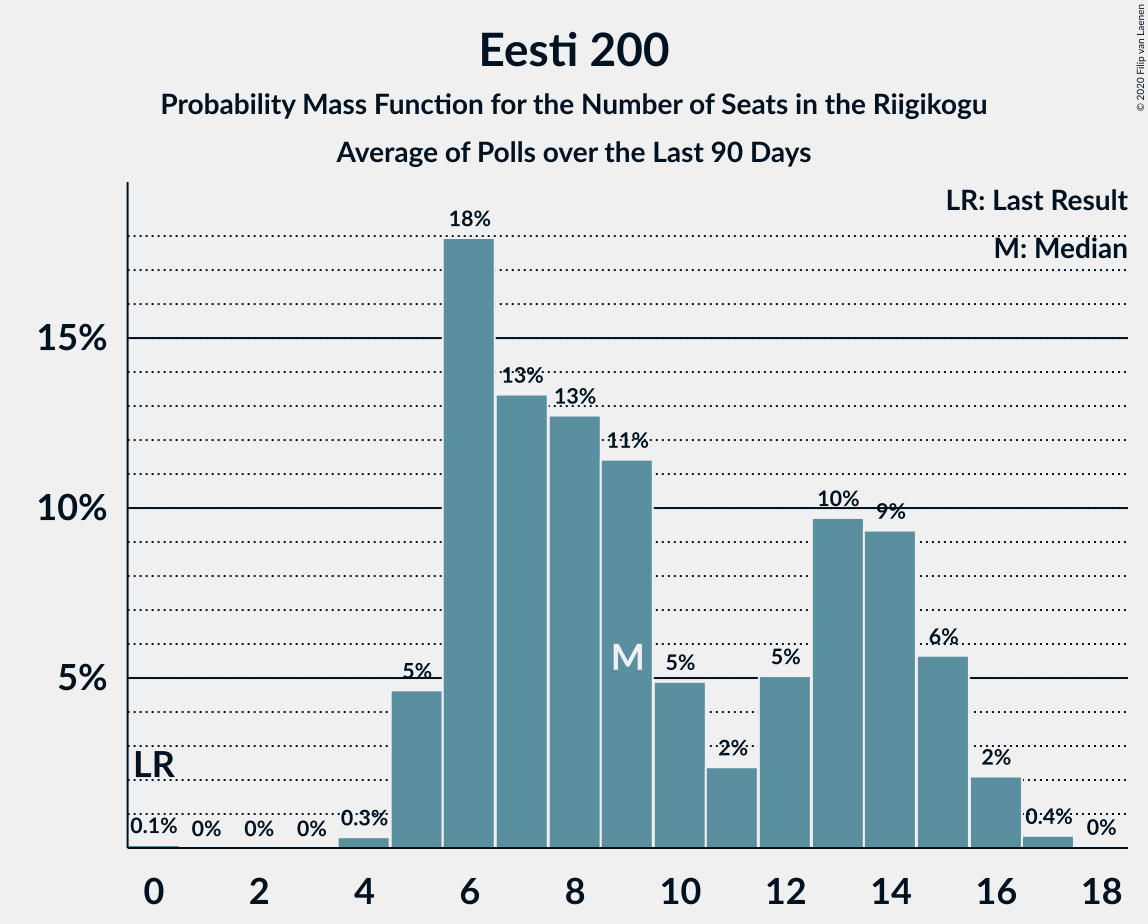 Eesti 200
Probability Mass Function for the Number of Seats in the Riigikogu
Average of Polls over the Last 90 Days
© 2020 Filip van Laenen
LR: Last Result
M: Median
18%
15%
13%
13%
11%
10%
10%
9%
6%
5%
5%
5%
5%
M
LR
2%
2%
0.1%
0%
0%
0%
0.3%
0.4%
0%
0 2 4 6 8 10 12 14 16 18